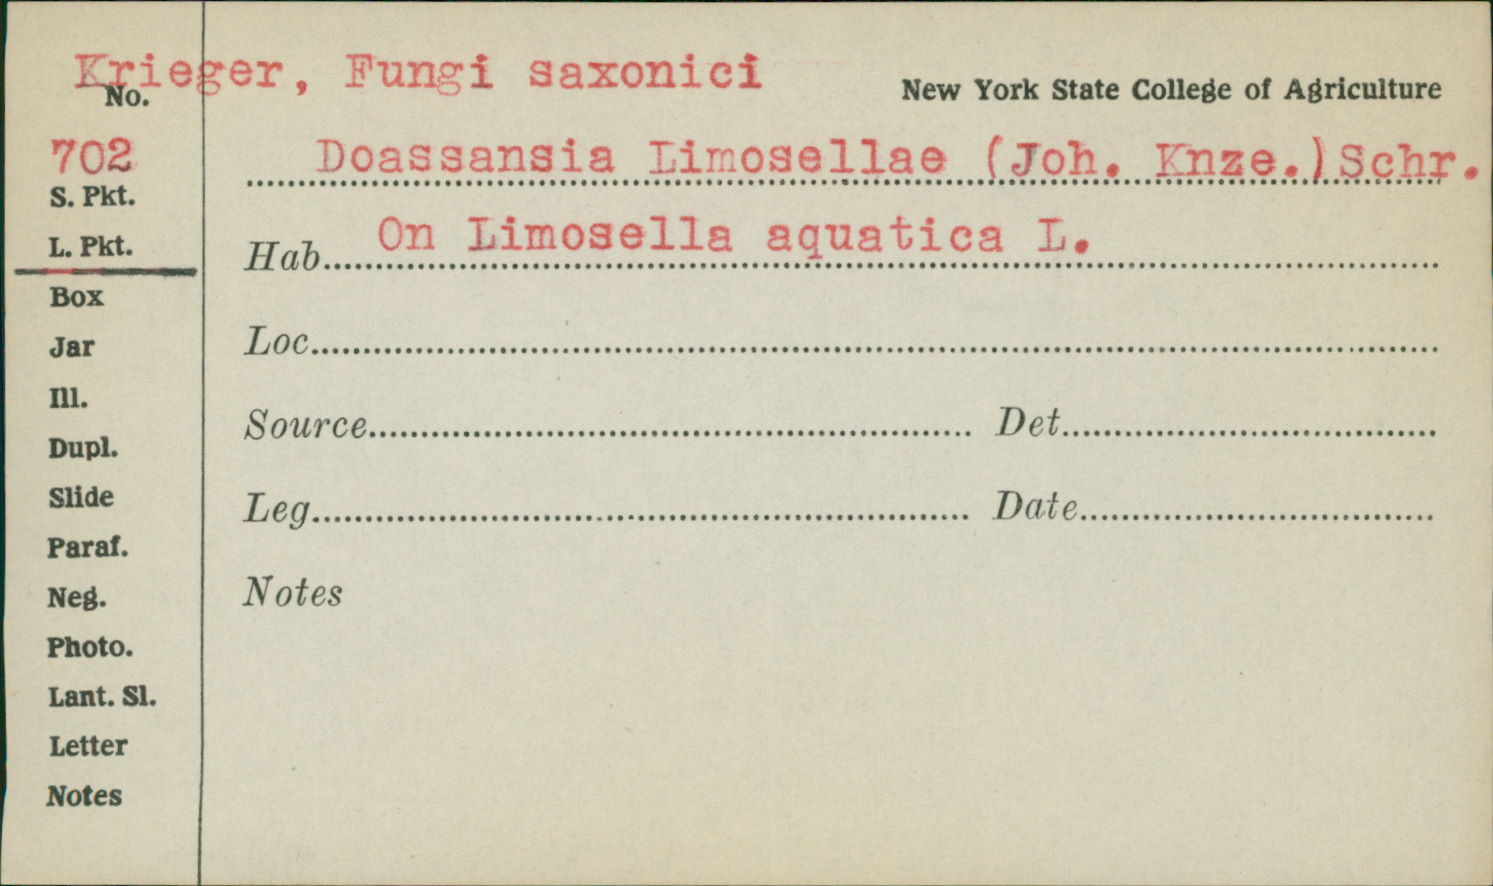 Krieger, Fungi saxonici
No.
New York State College of Agriculture
702
Doassansia Limosellae (Joh. Knze.)Schr.
S. Pkt.
L. Pkt.
Hab. On Limosella aquatica L.
Box
Jar
Loc.
Ill.
Source
Det.
Dupl.
Slide
Leg.
Date
Paraf.
Neg.
Notes
Photo.
Lant. Sl.
Letter
Notes